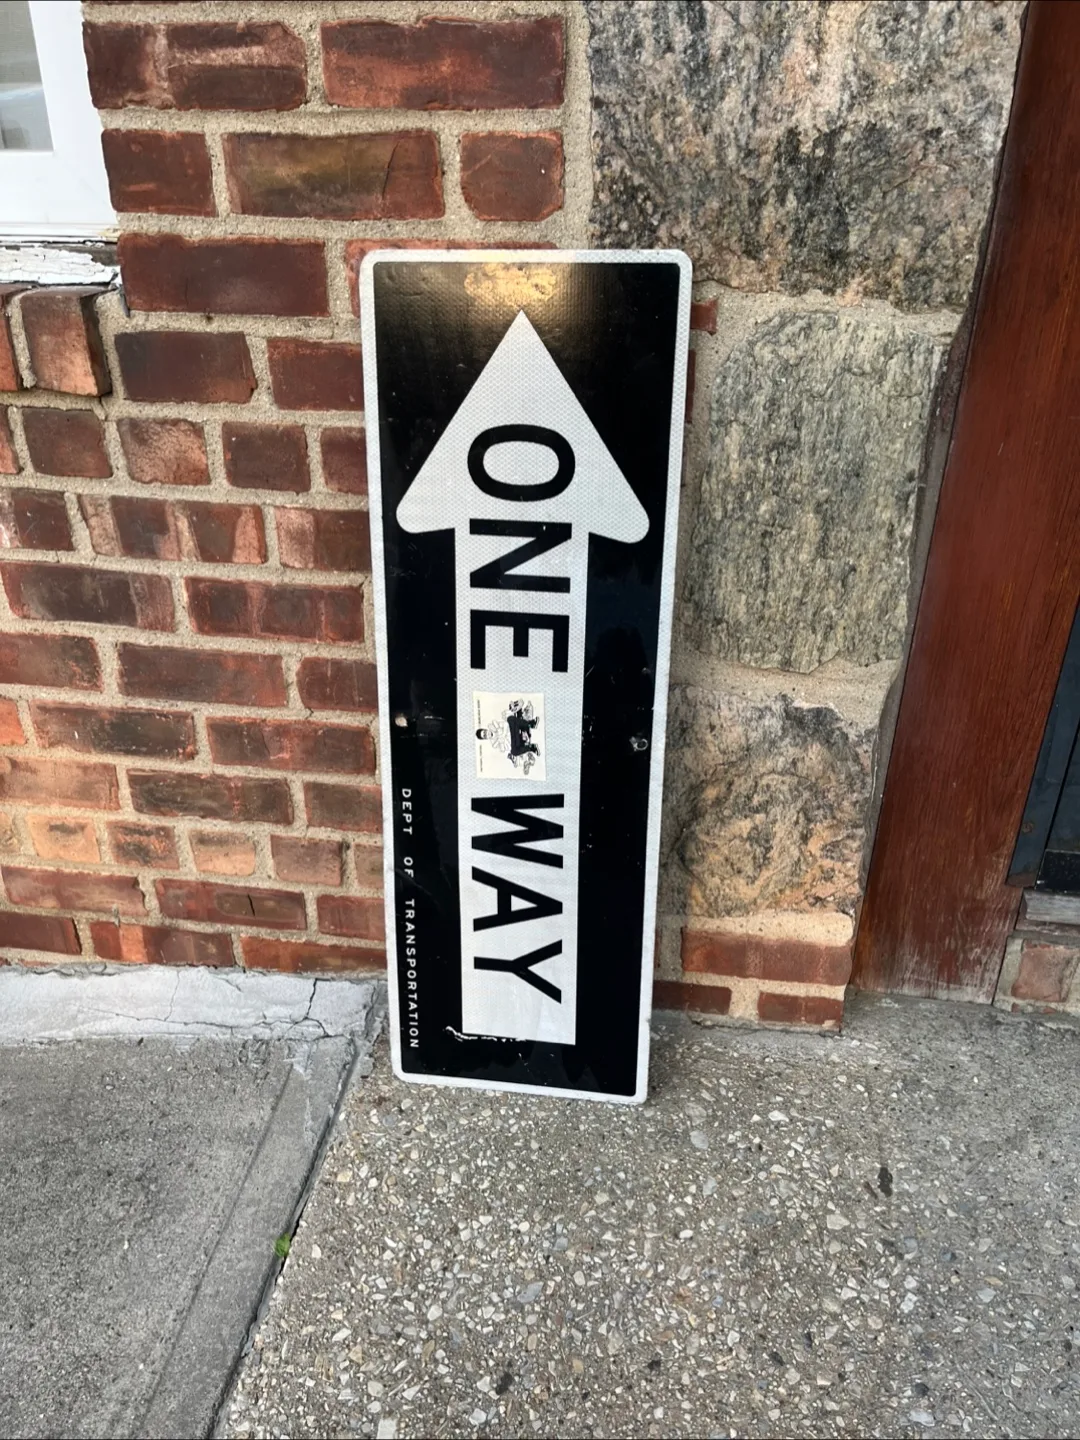 ONE WAY
DEPT OF TRANSPORTATION